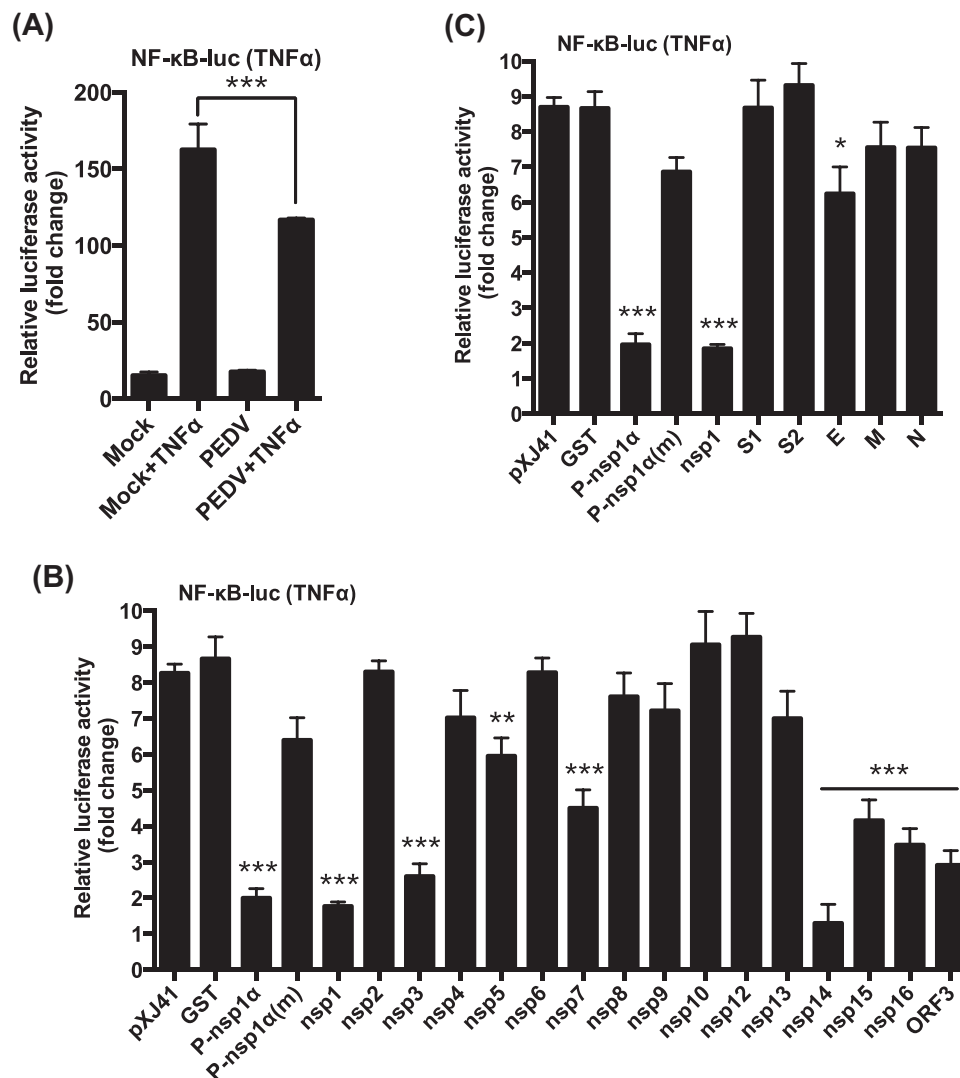 (A)
NF-κB-luc (TNFα)
***
Relative luciferase activity
(fold change)
200
150
100
50
0
Mock
Mock+TNFα
PEDV
PEDV+TNFα
(C)
NF-κB-luc (TNFα)
Relative luciferase activity
(fold change)
10
9
8
7
6
5
4
3
2
1
0
***
***
*
pXJ41
GST
P-nsp1α
P-nsp1α(m)
nsp1
S1
S2
E
M
N
(B)
NF-κB-luc (TNFα)
Relative luciferase activity
(fold change)
10
9
8
7
6
5
4
3
2
1
0
***
***
***
**
***
***
pXJ41
GST
P-nsp1α
P-nsp1α(m)
nsp1
nsp2
nsp3
nsp4
nsp5
nsp6
nsp7
nsp8
nsp9
nsp10
nsp12
nsp13
nsp14
nsp15
nsp16
ORF3